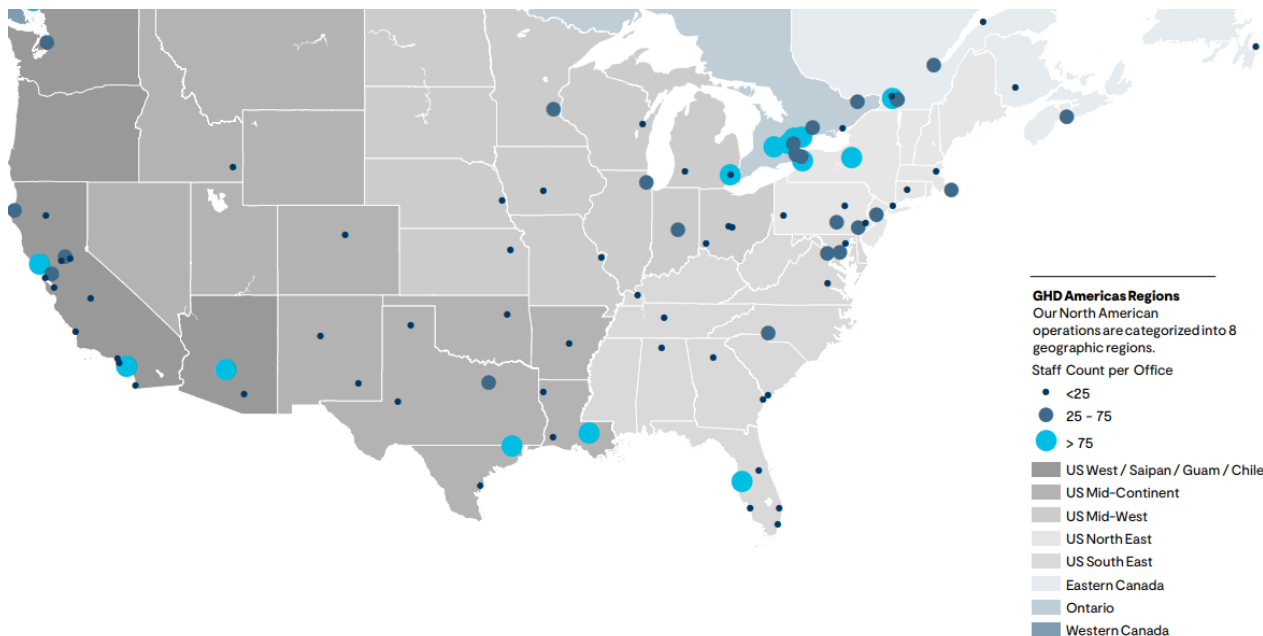 GHD Americas Regions
Our North American
operations are categorized into 8
geographic regions.
Staff Count per Office
<25
25 - 75
> 75
US West / Saipan / Guam / Chile
US Mid-Continent
US Mid-West
US North East
US South East
Eastern Canada
Ontario
Western Canada